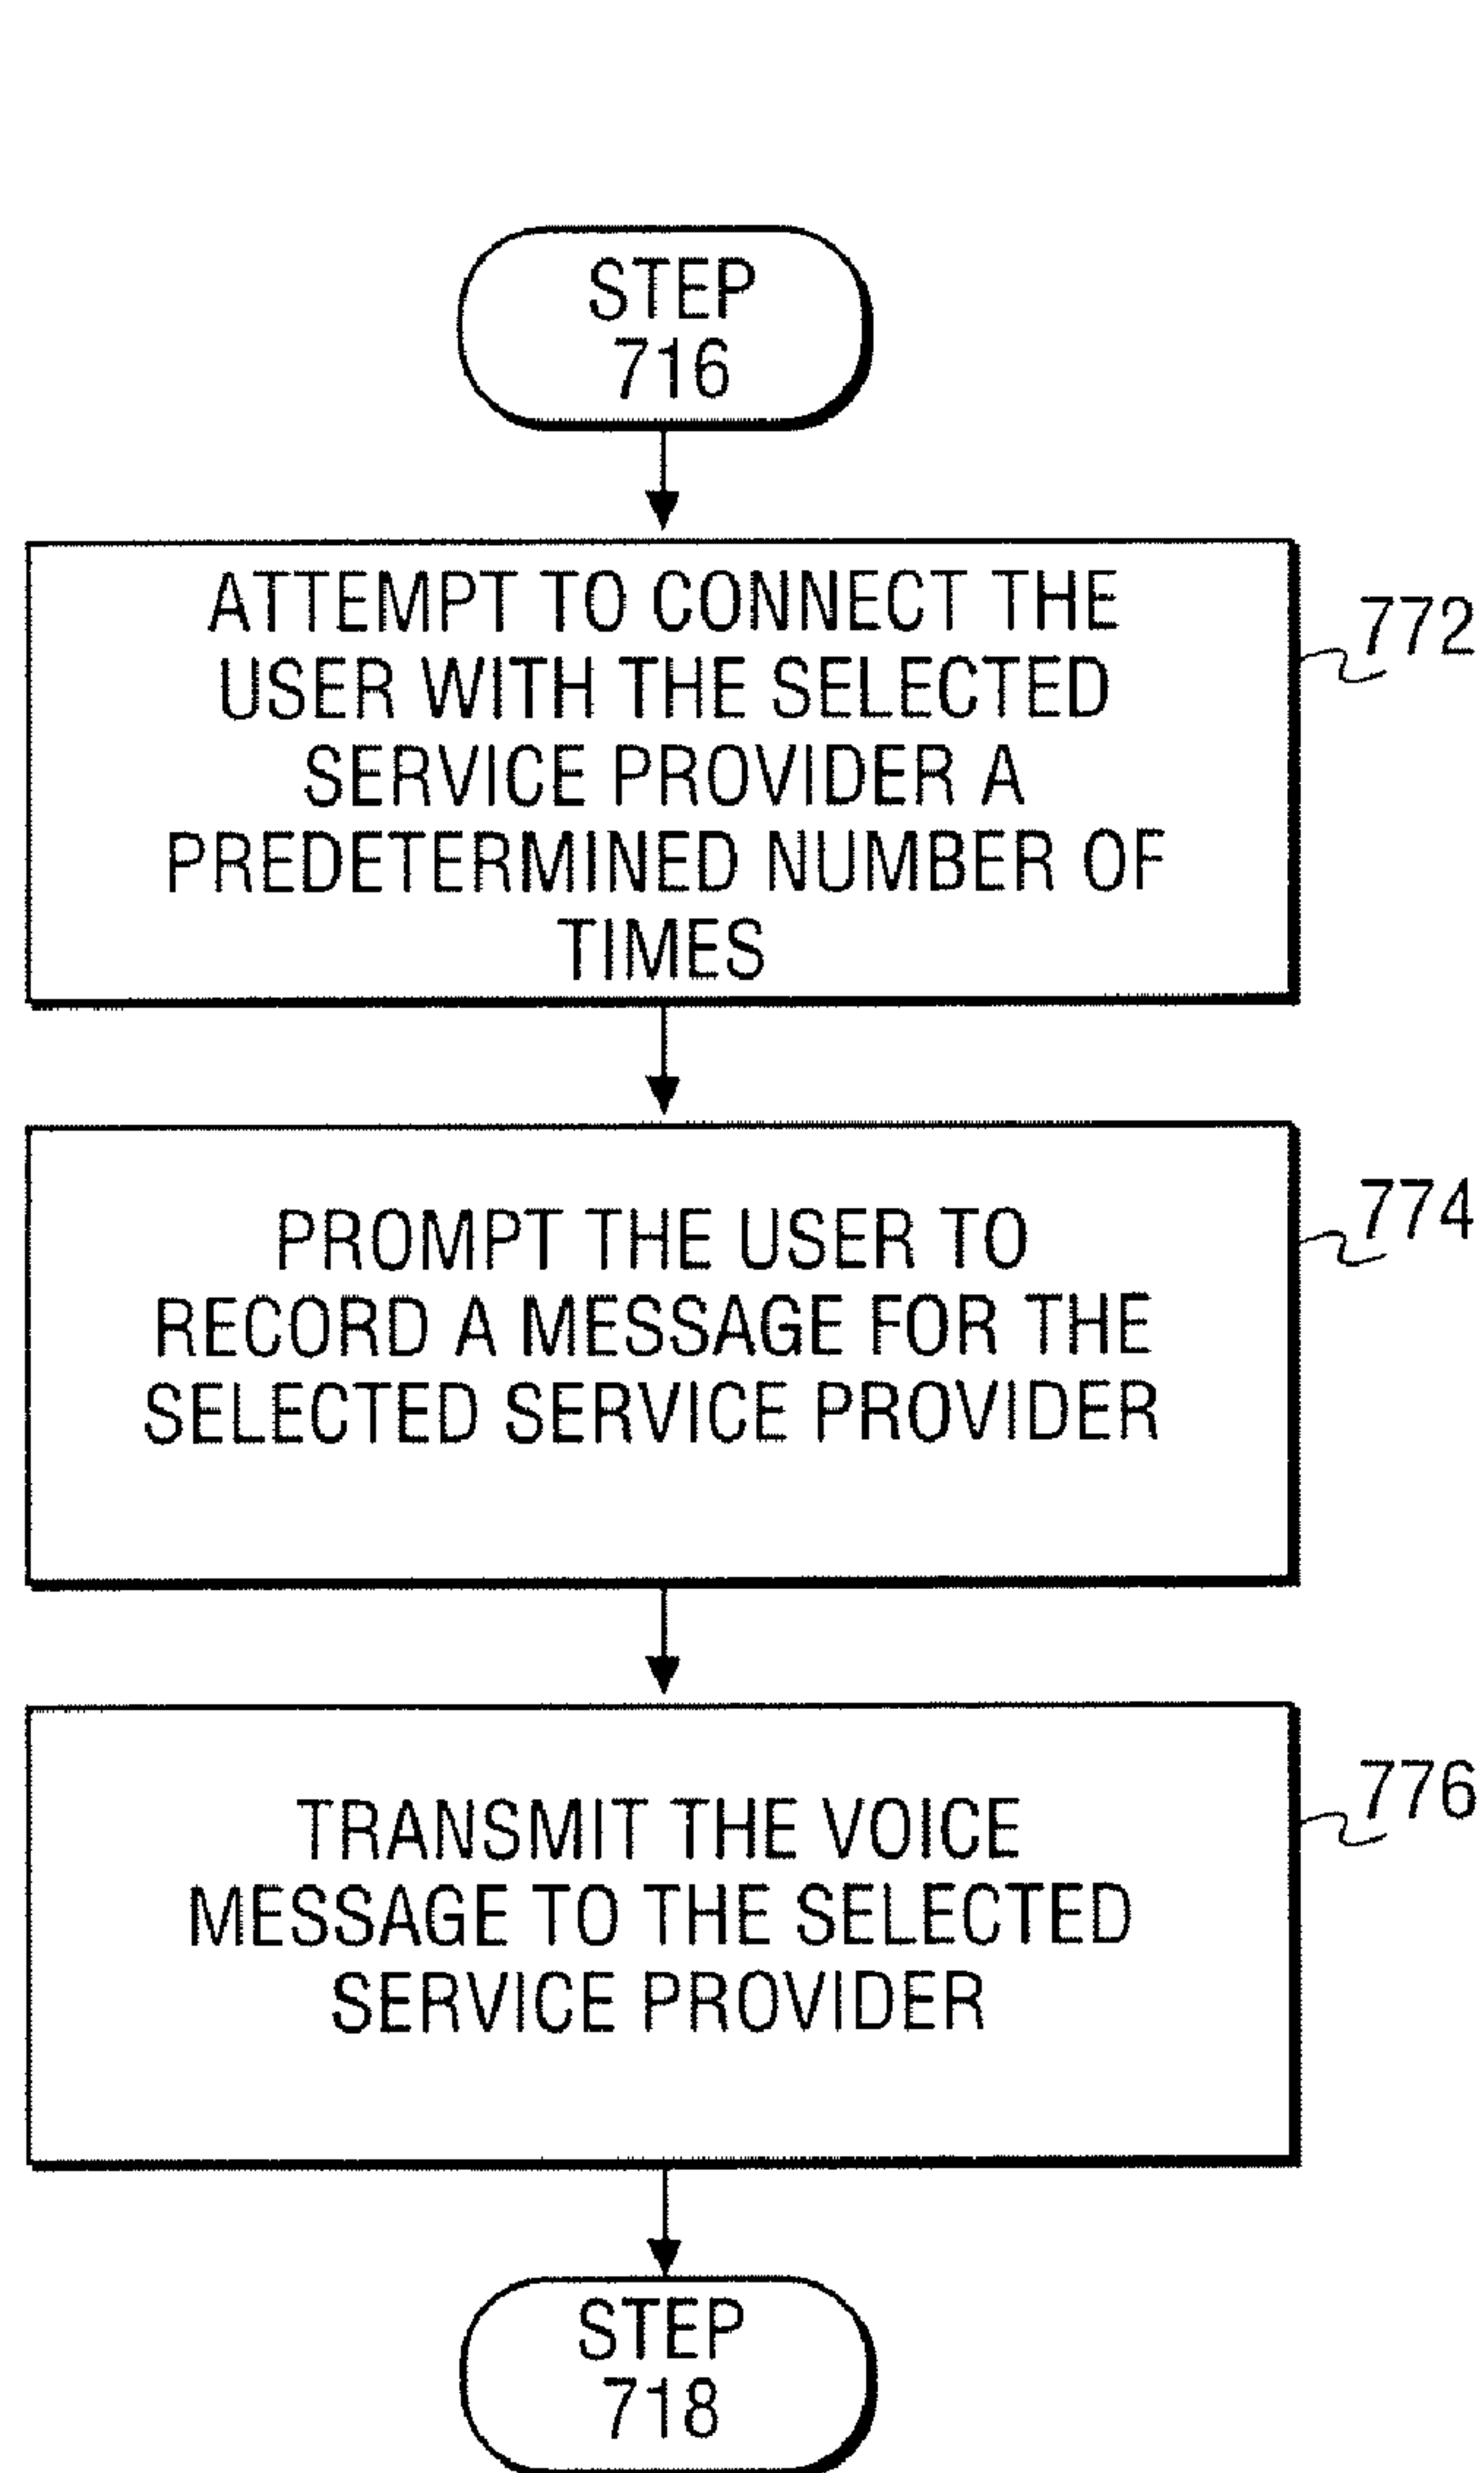 STEP
716
ATTEMPT TO CONNECT THE
USER WITH THE SELECTED
SERVICE PROVIDER A
PREDETERMINED NUMBER OF
TIMES
772
PROMPT THE USER TO
RECORD A MESSAGE FOR THE
SELECTED SERVICE PROVIDER
774
TRANSMIT THE VOICE
MESSAGE TO THE SELECTED
SERVICE PROVIDER
776
STEP
718